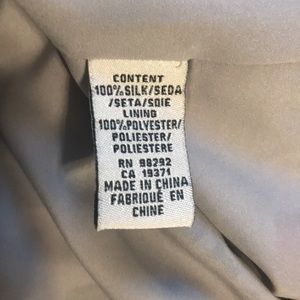 CONTENT
100%SILK/SEDA
/SETA/SOIE
LINING
100%POLYESTER/
POLIESTER/
POLIESTERE
RN 98292
CA 19371
MADE IN CHINA
FABRIQUÉ EN
CHINE